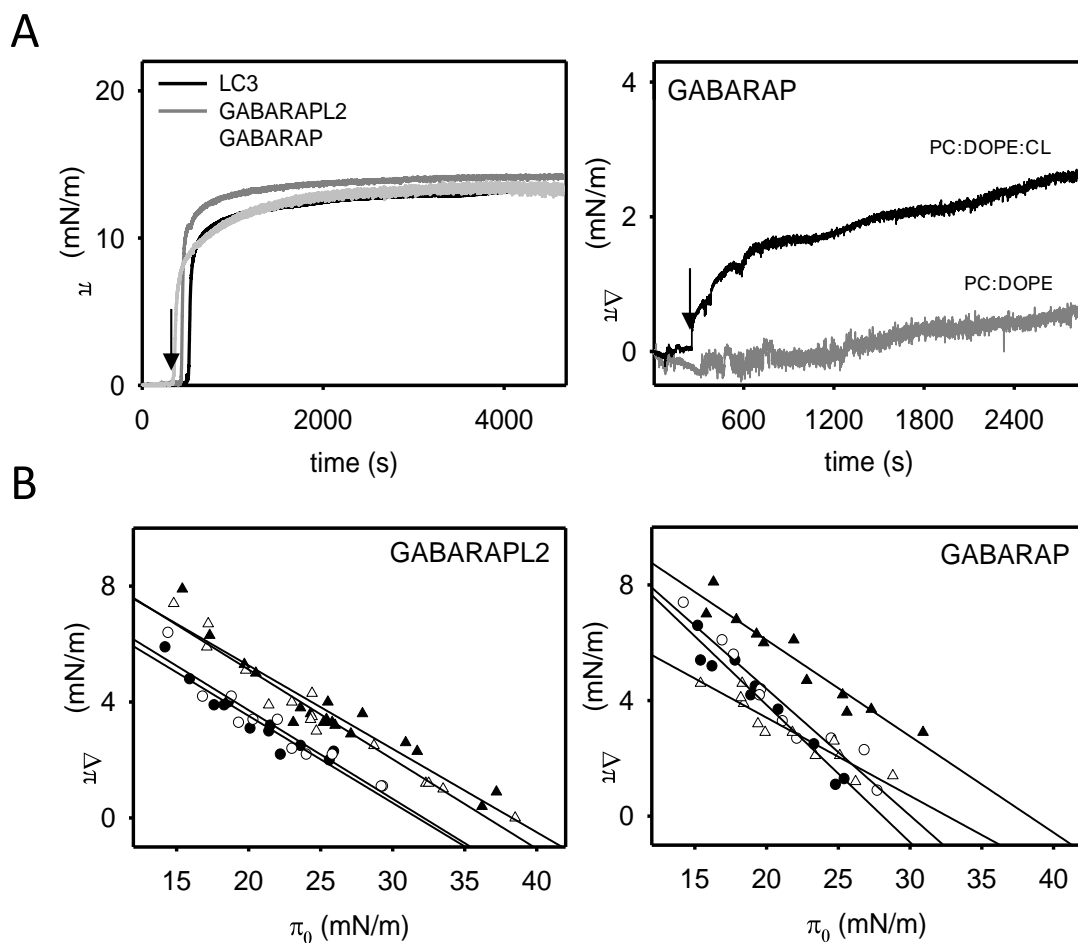 A
LC3
GABARAPL2
GABARAP
π (mN/m)
20
10
0
0 2000 4000
time (s)
GABARAP
PC:DOPE:CL
PC:DOPE
Δπ (mN/m)
4
2
0
600 1200 1800 2400
time (s)
B
GABARAPL2
Δπ (mN/m)
8
4
0
15 20 25 30 35 40
π0 (mN/m)
GABARAP
Δπ (mN/m)
8
4
0
15 20 25 30 35 40
π0 (mN/m)